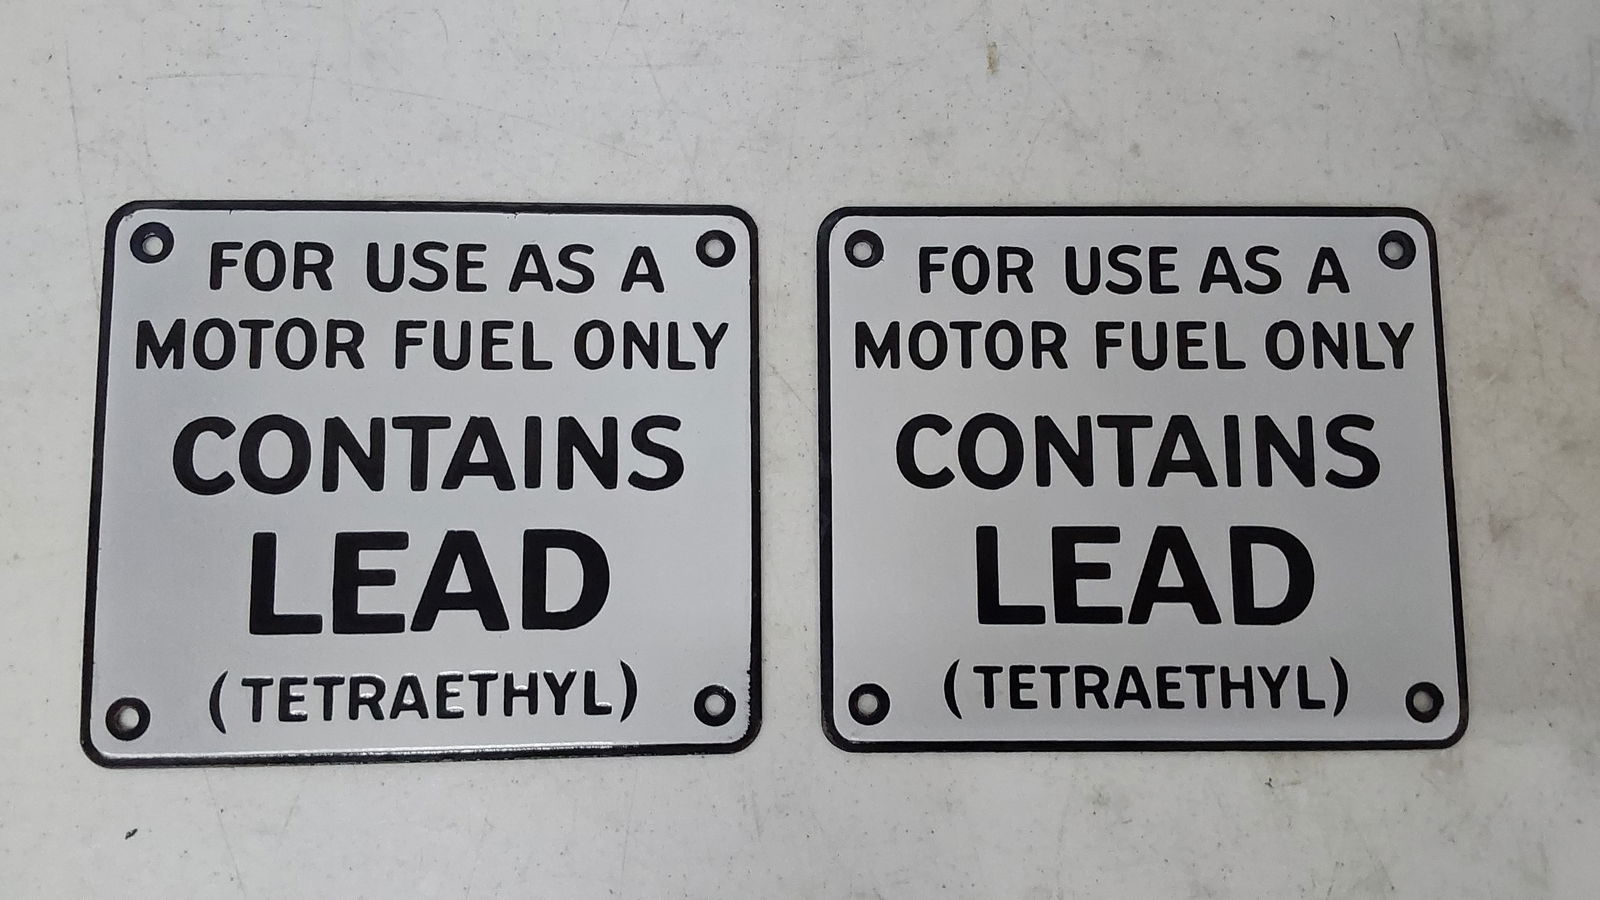 FOR USE AS A
MOTOR FUEL ONLY
CONTAINS
LEAD
(TETRAETHYL)
FOR USE AS A
MOTOR FUEL ONLY
CONTAINS
LEAD
(TETRAETHYL)